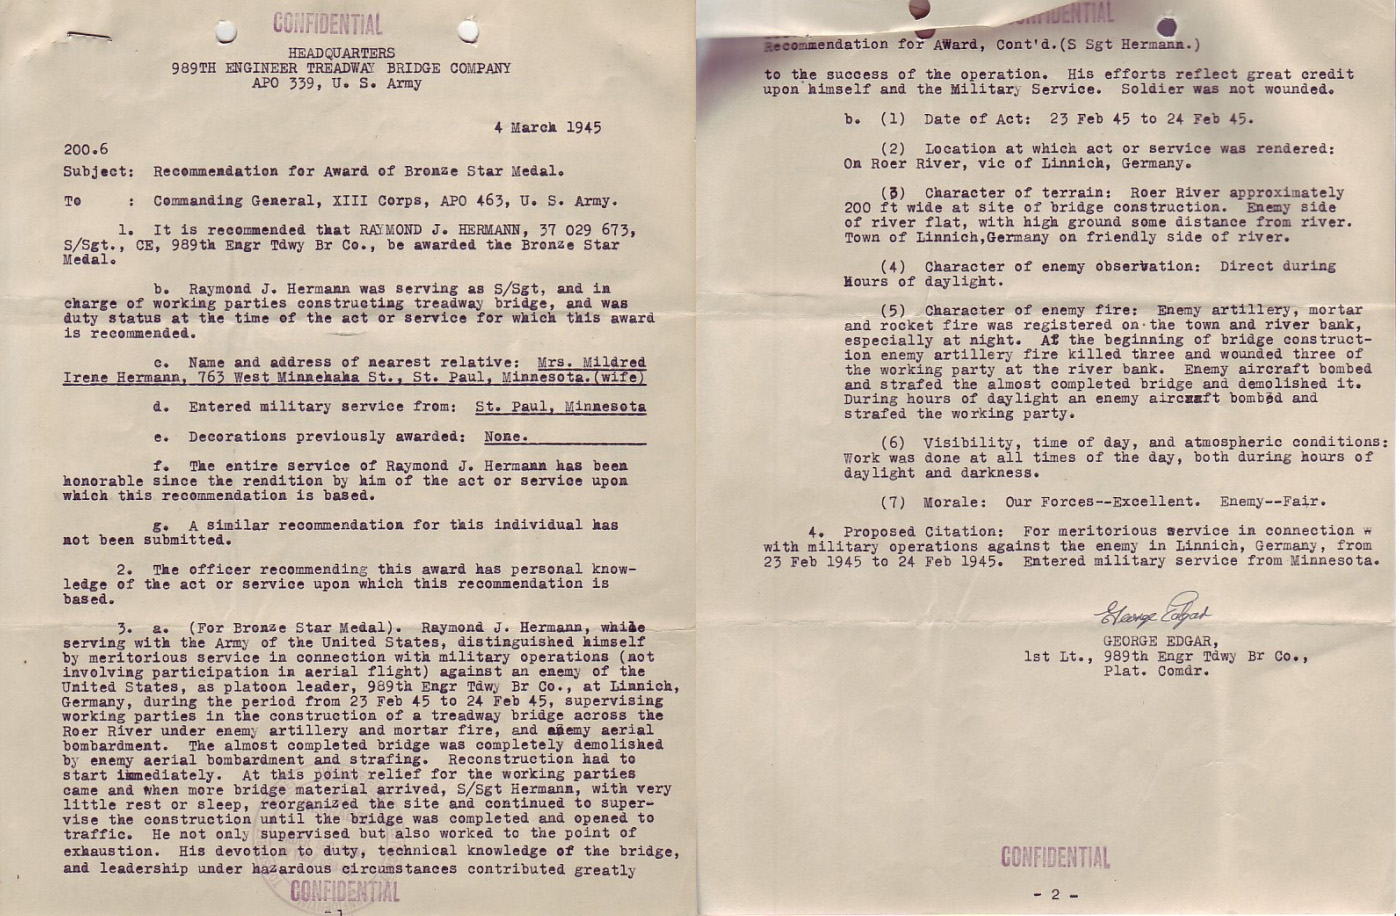 CONFIDENTIAL
HEADQUARTERS
989TH ENGINEER TREADWAY BRIDGE COMPANY
APO 339, U. S. Army
4 March 1945
200.6
Subject: Recommendation for Award of Bronze Star Medal.
To : Commanding General, XIII Corps, APO 463, U. S. Army.
1. It is recommended that RAYMOND J. HERMANN, 37 029 673,
S/Sgt., CE, 989th Engr Tdwy Br Co., be awarded the Bronze Star
Medal.
b. Raymond J. Hermann was serving as S/Sgt, and in
charge of working parties constructing treadway bridge, and was
duty status at the time of the act or service for which this award
is recommended.
c. Name and address of nearest relative: Mrs. Mildred
Irene Hermann, 763 West Minnehaha St., St. Paul, Minnesota.(wife)
d. Entered military service from: St. Paul, Minnesota
e. Decorations previously awarded: None.
f. The entire service of Raymond J. Hermann has been
honorable since the rendition by him of the act or service upon
which this recommendation is based.
g. A similar recommendation for this individual has
not been submitted.
2. The officer recommending this award has personal know-
ledge of the act or service upon which this recommendation is
based.
3. a. (For Bronze Star Medal). Raymond J. Hermann, while
serving with the Army of the United States, distinguished himself
by meritorious service in connection with military operations (not
involving participation in aerial flight) against an enemy of the
United States, as platoon leader, 989th Engr Tdwy Br Co., at Linnich,
Germany, during the period from 23 Feb 45 to 24 Feb 45, supervising
working parties in the construction of a treadway bridge across the
Roer River under enemy artillery and mortar fire, and enemy aerial
bombardment. The almost completed bridge was completely demolished
by enemy aerial bombardment and strafing. Reconstruction had to
start immediately. At this point relief for the working parties
came and when more bridge material arrived, S/Sgt Hermann, with very
little rest or sleep, reorganized the site and continued to super-
vise the construction until the bridge was completed and opened to
traffic. He not only supervised but also worked to the point of
exhaustion. His devotion to duty, technical knowledge of the bridge,
and leadership under hazardous circumstances contributed greatly
CONFIDENTIAL
- 1
CONFIDENTIAL
Recommendation for AWard, Cont'd.(S Sgt Hermann.)
to the success of the operation. His efforts reflect great credit
upon himself and the Military Service. Soldier was not wounded.
b. (1) Date of Act: 23 Feb 45 to 24 Feb 45.
(2) Location at which act or service was rendered:
On Roer River, vic of Linnich, Germany.
(3) Character of terrain: Roer River approximately
200 ft wide at site of bridge construction. Enemy side
of river flat, with high ground some distance from river.
Town of Linnich,Germany on friendly side of river.
(4) Character of enemy observation: Direct during
Hours of daylight.
(5) Character of enemy fire: Enemy artillery, mortar
and rocket fire was registered on the town and river bank,
especially at night. At the beginning of bridge construct-
ion enemy artillery fire killed three and wounded three of
the working party at the river bank. Enemy aircraft bombed
and strafed the almost completed bridge and demolished it.
During hours of daylight an enemy aircraft bombed and
strafed the working party.
(6) Visibility, time of day, and atmospheric conditions:
Work was done at all times of the day, both during hours of
daylight and darkness.
(7) Morale: Our Forces--Excellent. Enemy--Fair.
4. Proposed Citation: For meritorious service in connection w
with military operations against the enemy in Linnich, Germany, from
23 Feb 1945 to 24 Feb 1945. Entered military service from Minnesota.
George Edgar
GEORGE EDGAR,
1st Lt., 989th Engr Tdwy Br Co.,
Plat. Comdr.
CONFIDENTIAL
- 2 -